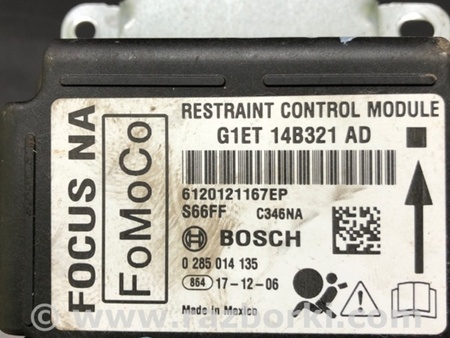 RESTRAINT CONTROL MODULE
G1ET 14B321 AD
FOCUS NA
FoMoCo
6120121167EP
S66FF C346NA
BOSCH
0 285 014 135
864 17-12-06
Made in Mexico
www.razborki.com